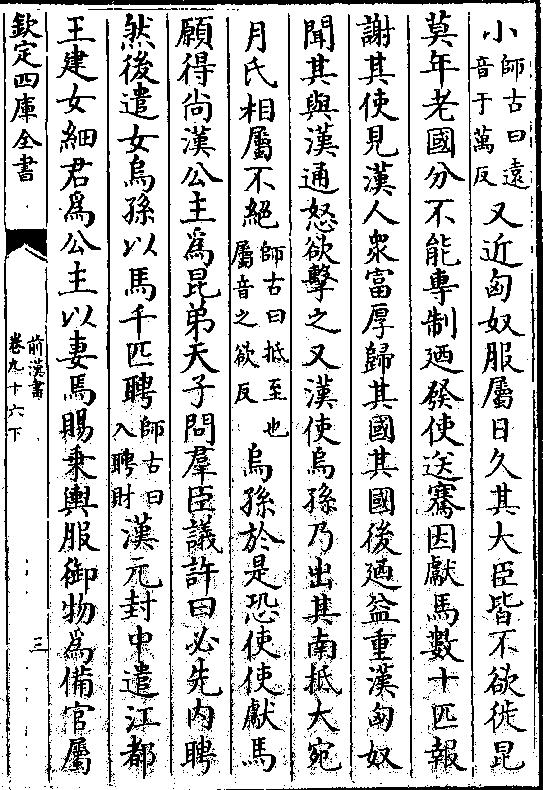 小師古曰遠音于萬反又近匈奴服屬日久其大臣皆不欲徙昆
莫年老國分不能專制廼發使送騫因獻馬數十匹報
謝其使見漢人衆富厚歸其國其國後廼益重漢匈奴
聞其與漢通怒欲擊之又漢使烏孫乃出其南抵大宛
月氏相屬不絕師古曰抵至也屬音之欲反烏孫於是恐使使獻馬
願得尚漢公主爲昆弟天子問羣臣議許曰必先內聘
然後遣女烏孫以馬千匹聘師古曰入聘財漢元封中遣江都
王建女細君爲公主以妻焉賜乘輿服御物爲備官屬
欽定四庫全書
前漢書
卷九十六下
三